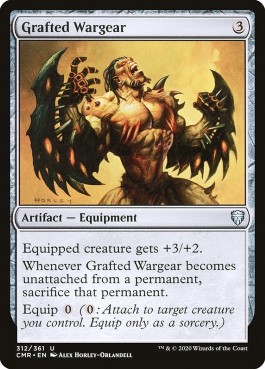 Grafted Wargear 3
HORLEY
Artifact — Equipment
Equipped creature gets +3/+2.
Whenever Grafted Wargear becomes
unattached from a permanent,
sacrifice that permanent.
Equip 0 (0: Attach to target creature
you control. Equip only as a sorcery.)
312/361 U
CMR • EN Alex Horley-Orlandell
™ & © 2020 Wizards of the Coast